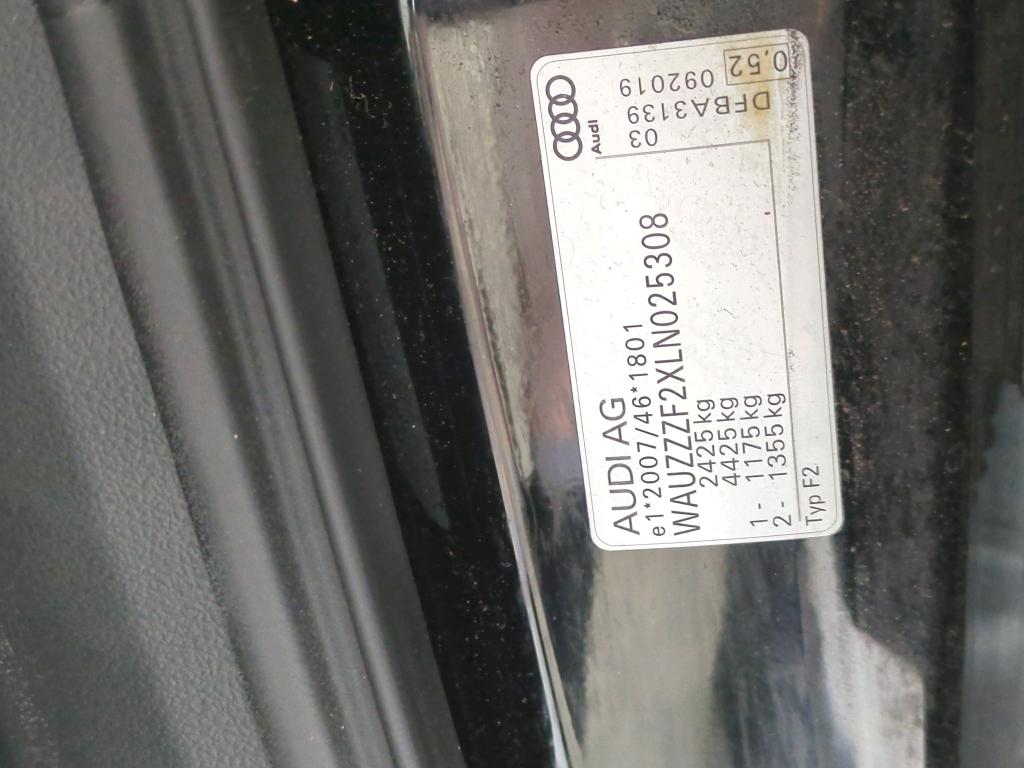 AUDI AG
e1*2007/46*1801
WAUZZZF2XLN025308
2425 kg
4425 kg
1 - 1175 kg
2 - 1355 kg
Typ F2
Audi
03
DFBA3139
092019
0,52